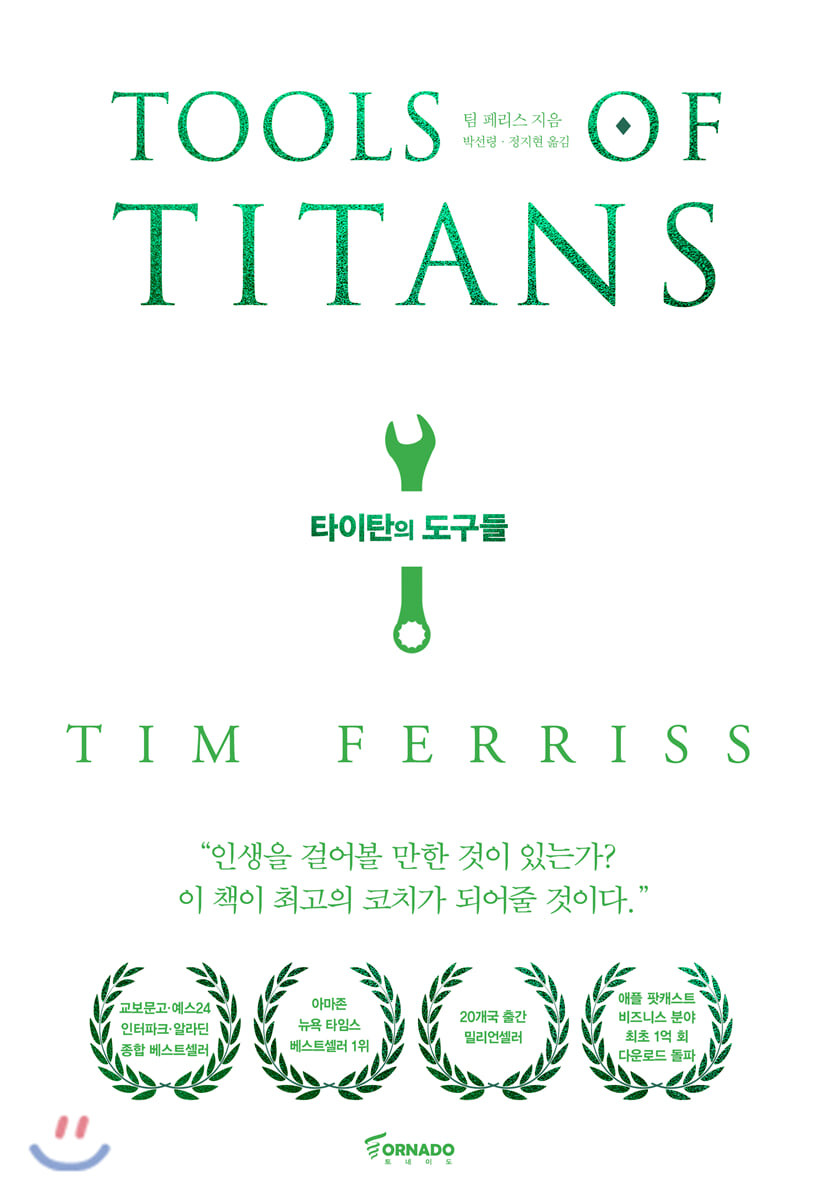 TOOLS OF
팀 페리스 지음
박선령 · 정지현 옮김
TITANS
타이탄의 도구들
TIM FERRISS
“인생을 걸어볼 만한 것이 있는가?
이 책이 최고의 코치가 되어줄 것이다.”
교보문고·예스24
인터파크·알라딘
종합 베스트셀러
아마존
뉴욕 타임스
베스트셀러 1위
20개국 출간
밀리언셀러
애플 팟캐스트
비즈니스 분야
최초 1억 회
다운로드 돌파
TORNADO
토네이도